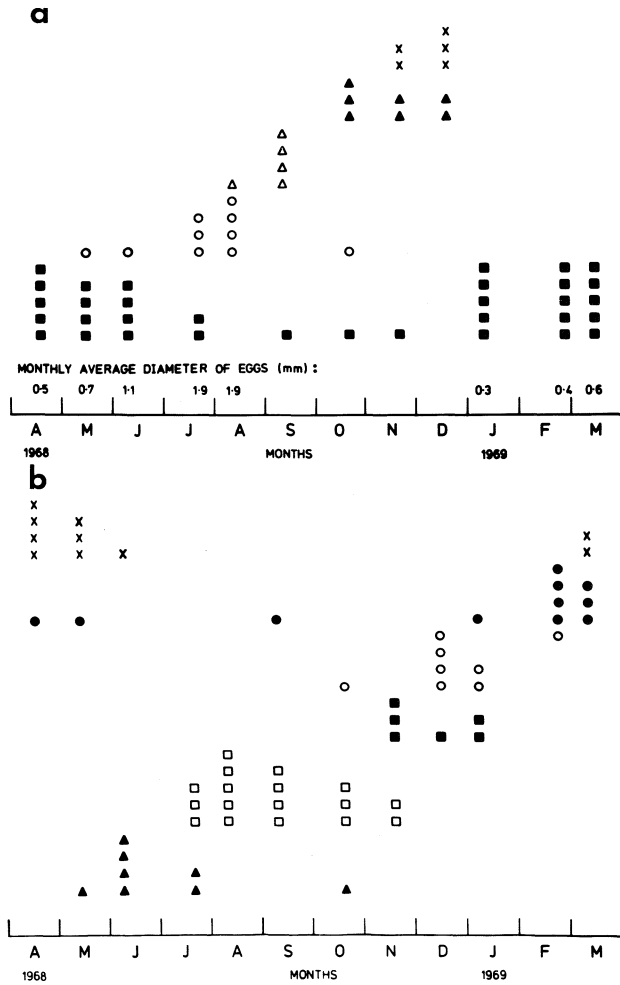 a
MONTHLY AVERAGE DIAMETER OF EGGS (mm) :
0·5 0·7 1·1 1·9 1·9 0·3 0·4 0·6
A M J J A S O N D J F M
1968 MONTHS 1969
b
A M J J A S O N D J F M
1968 MONTHS 1969